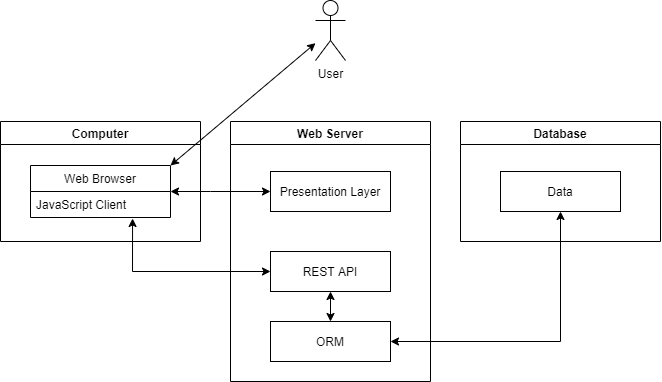 User
Computer
Web Server
Database
Web Browser
JavaScript Client
Presentation Layer
Data
REST API
ORM